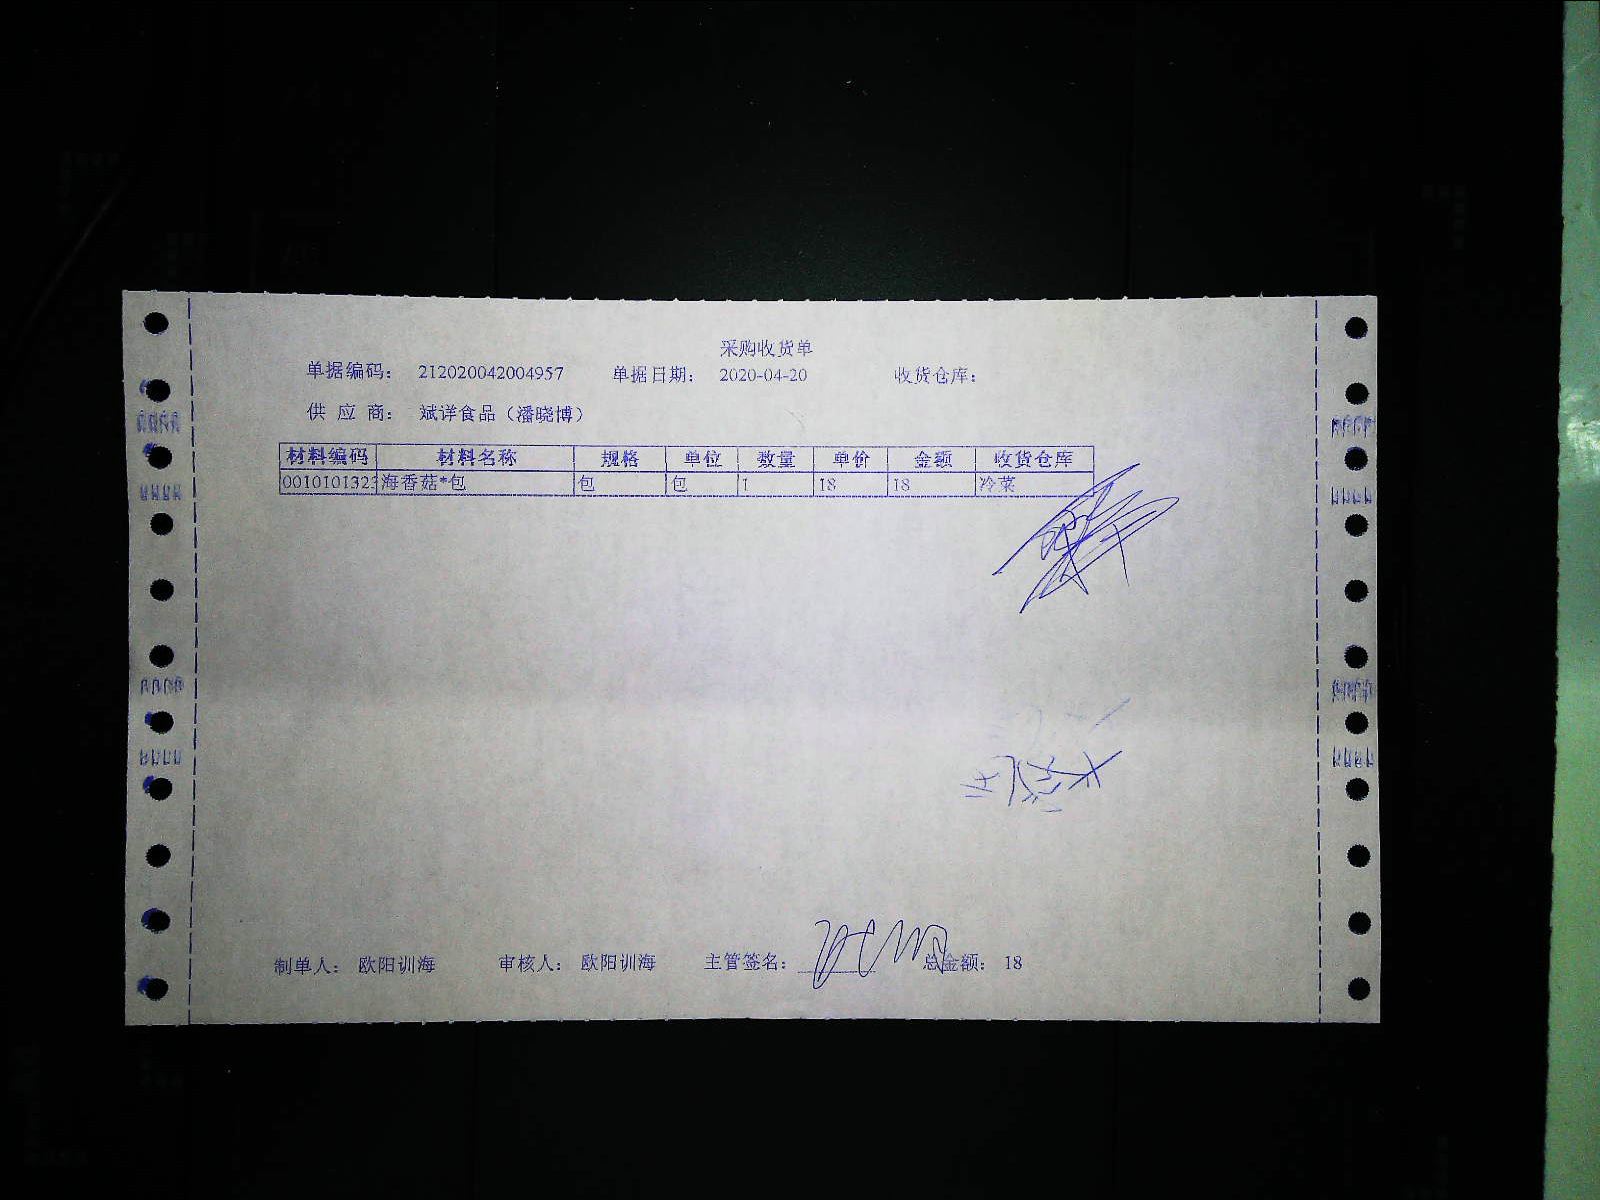 采购收货单
单据编码： 212020042004957 单据日期： 2020-04-20 收货仓库：
供 应 商： 斌详食品（潘晓博）
材料编码 材料名称 规格 单位 数量 单价 金额 收货仓库
0010101323 海香菇*包 包 包 1 18 18 冷菜
制单人： 欧阳训海 审核人： 欧阳训海 主管签名： 总金额： 18